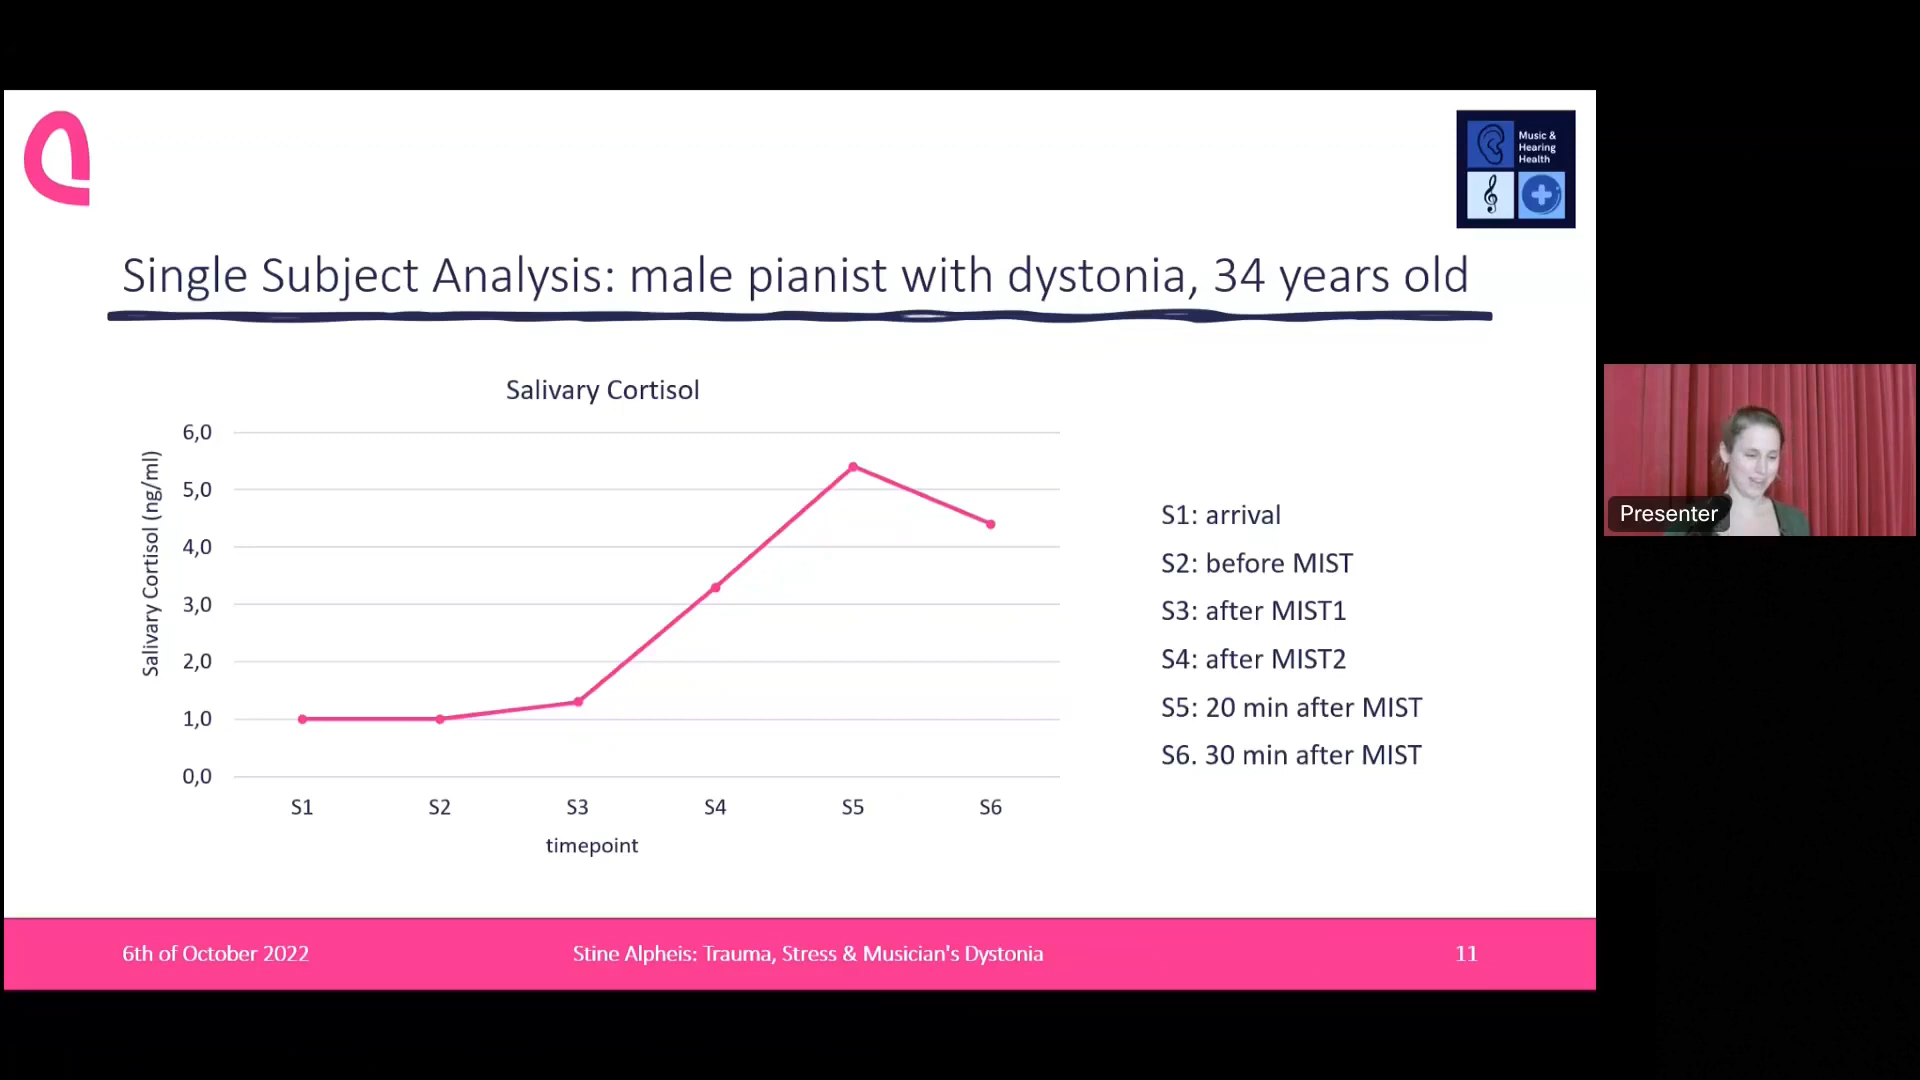 Music &
Hearing
Health
Single Subject Analysis: male pianist with dystonia, 34 years old
Salivary Cortisol
Salivary Cortisol (ng/ml)
6,0
5,0
4,0
3,0
2,0
1,0
0,0
S1 S2 S3 S4 S5 S6
timepoint
S1: arrival
S2: before MIST
S3: after MIST1
S4: after MIST2
S5: 20 min after MIST
S6. 30 min after MIST
Presenter
6th of October 2022 Stine Alpheis: Trauma, Stress & Musician's Dystonia 11